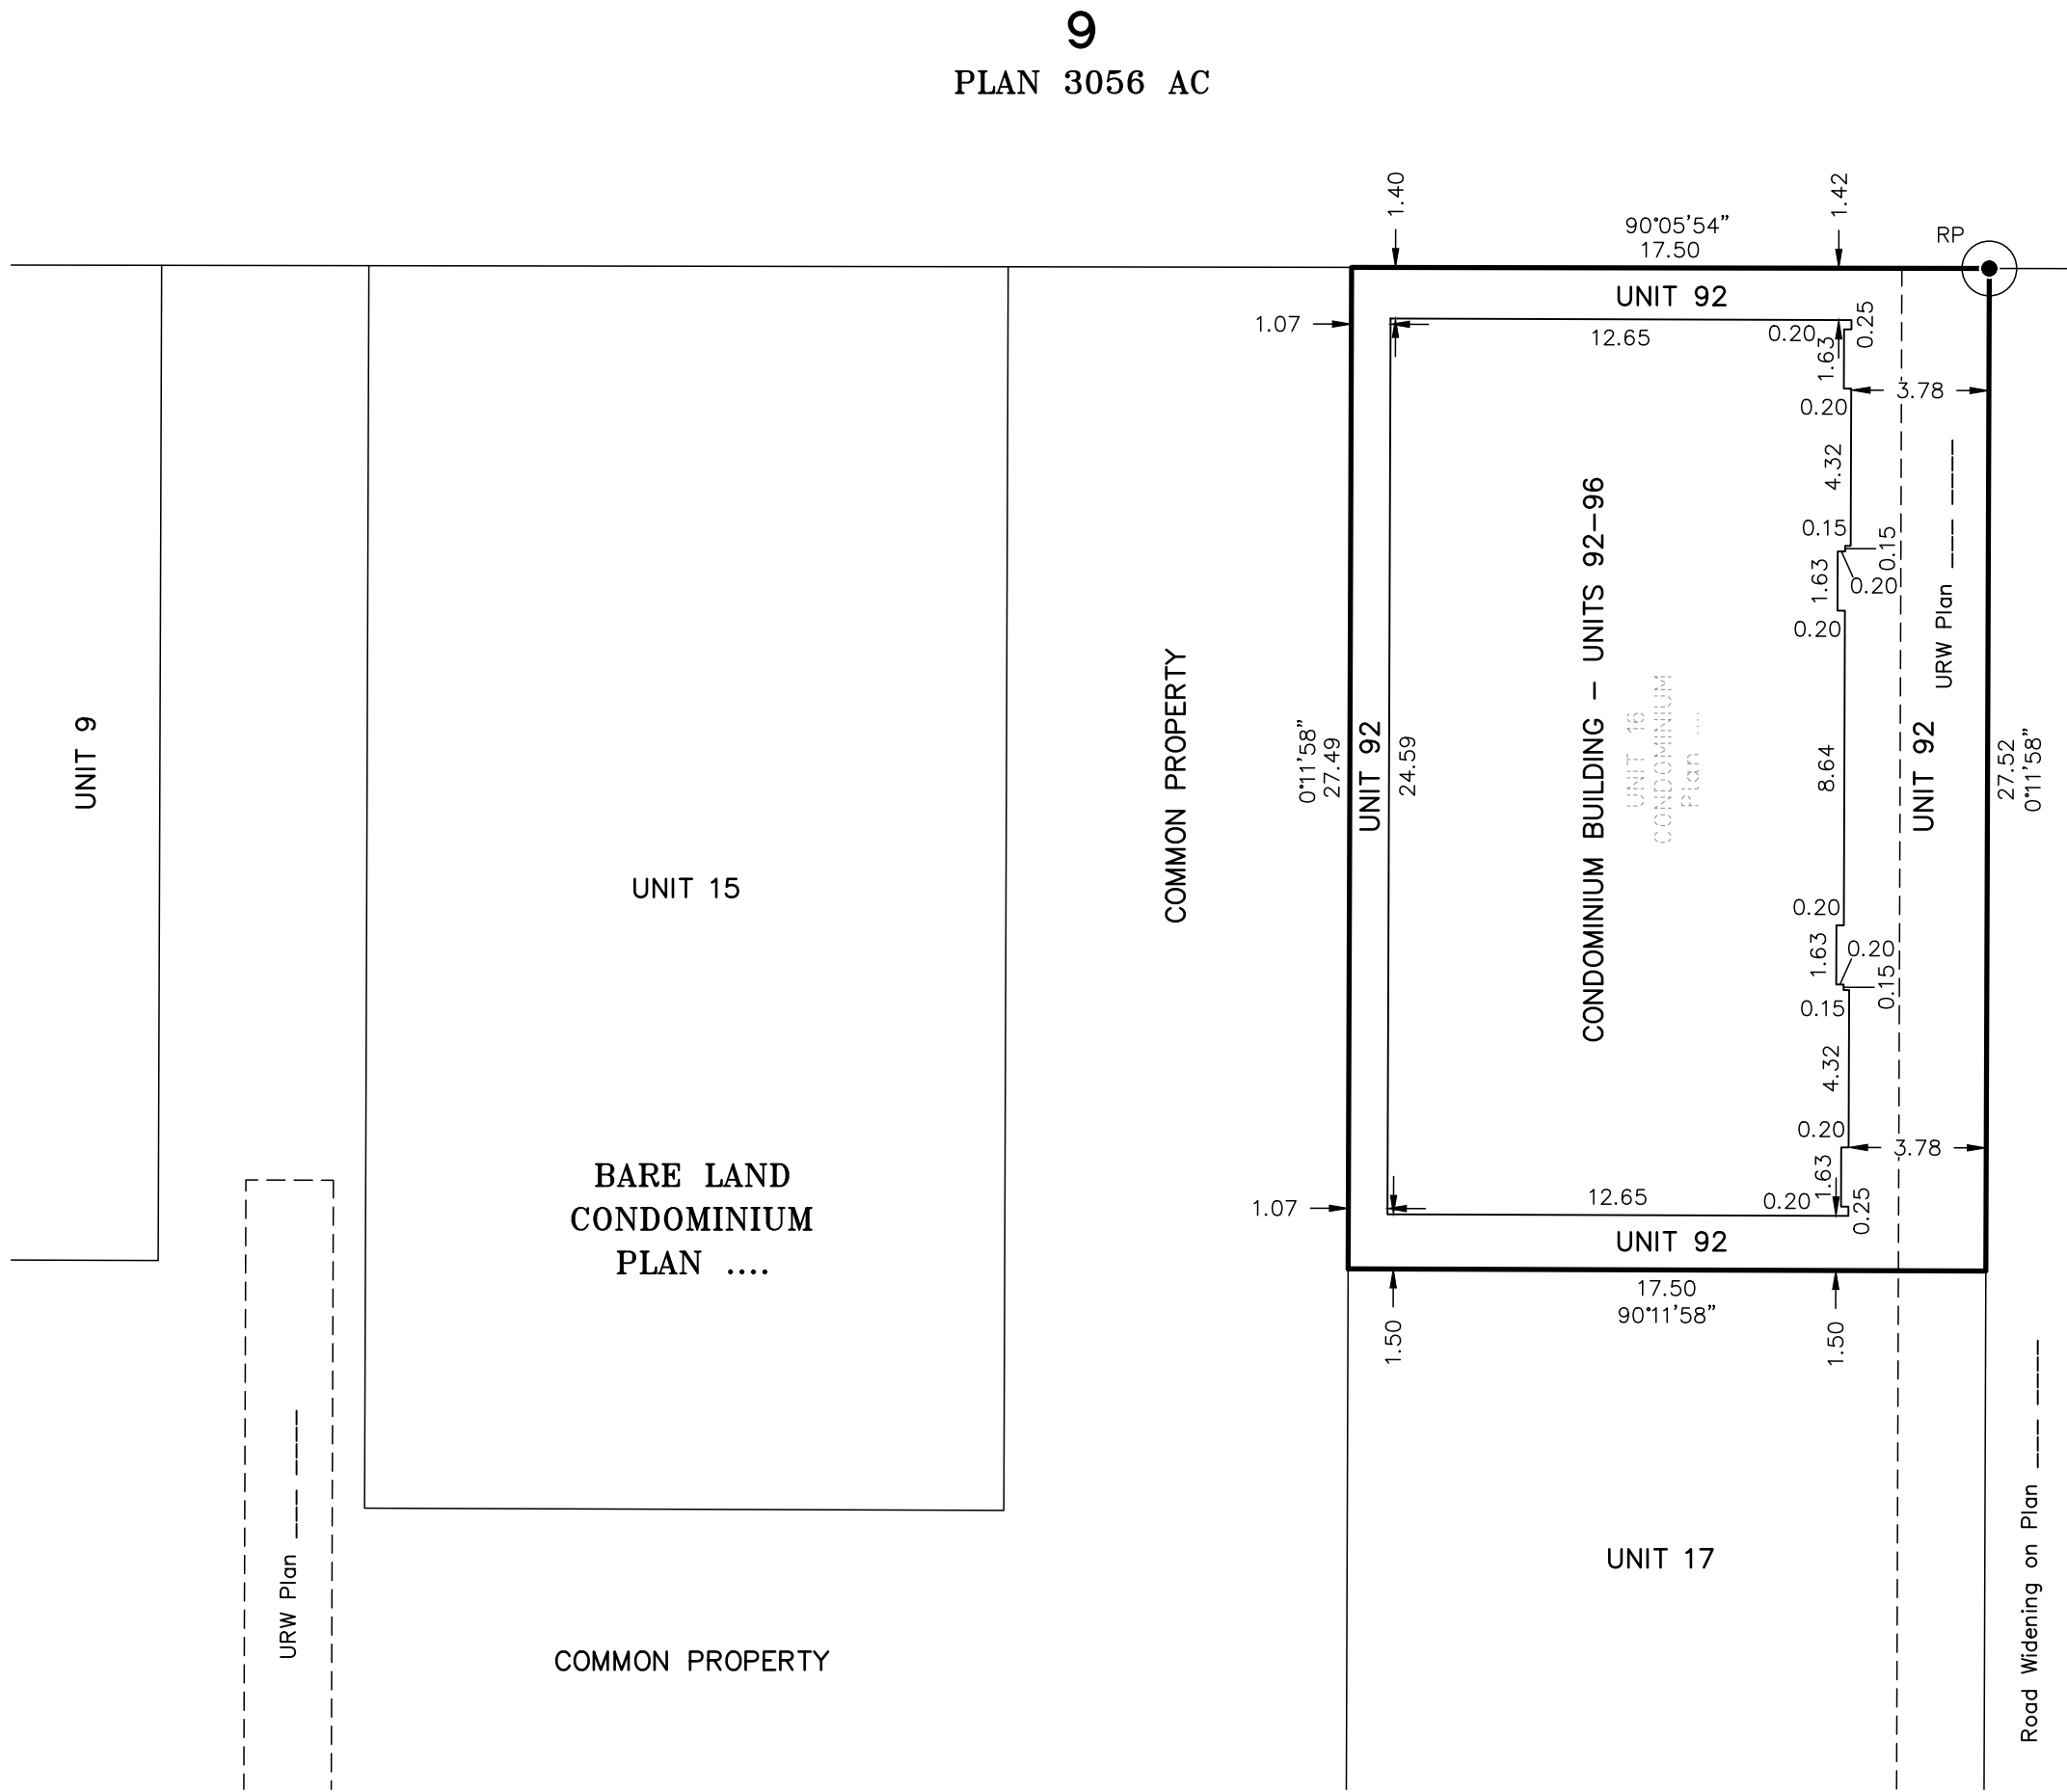 9
PLAN 3056 AC
1.40
1.42
90°05'54"
17.50
RP
UNIT 92
1.07
12.65
0.20
0.25
1.63
3.78
0.20
4.32
0.15
0.15
1.63
0.20
0.20
URW Plan
CONDOMINIUM BUILDING - UNITS 92-96
UNIT 16
CONDOMINIUM
Plan ...
COMMON PROPERTY
UNIT 9
0°11'58"
27.49
UNIT 92
24.59
8.64
UNIT 92
27.52
0°11'58"
UNIT 15
0.20
1.63
0.20
0.15
0.15
4.32
0.20
3.78
1.63
BARE LAND
CONDOMINIUM
PLAN ....
1.07
12.65
0.20
0.25
UNIT 92
17.50
90°11'58"
1.50
1.50
URW Plan
UNIT 17
Road Widening on Plan
COMMON PROPERTY